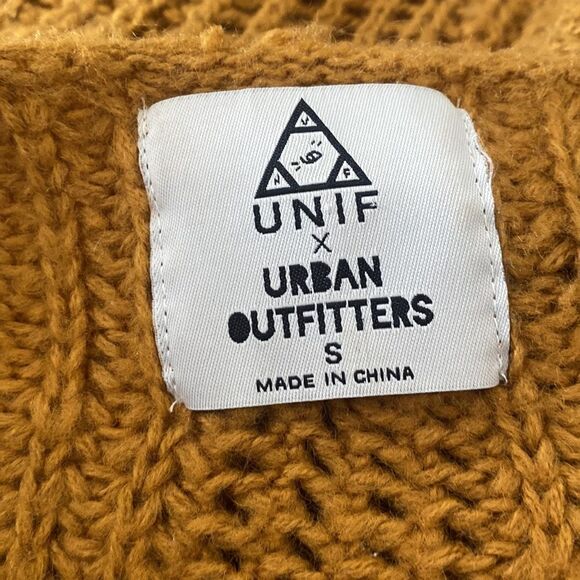 U
N F
UNIF
X
URBAN
OUTFITTERS
S
MADE IN CHINA